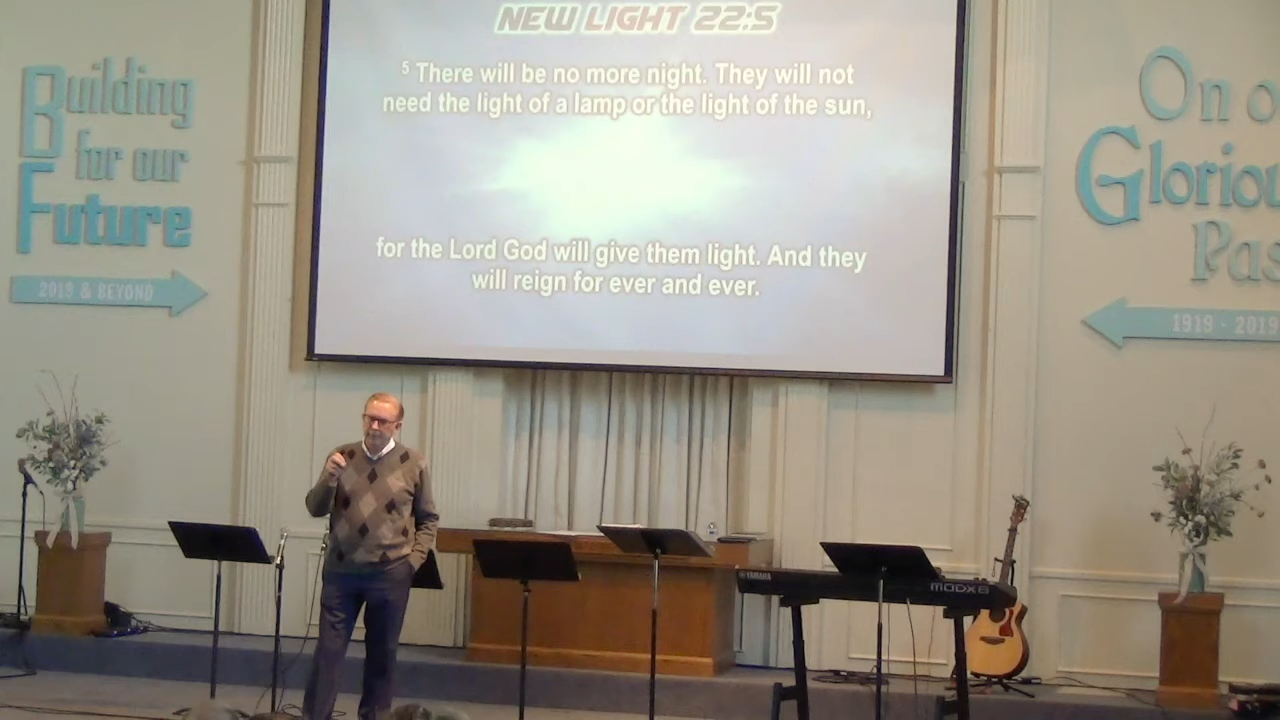 NEW LIGHT 22:5
5 There will be no more night. They will not
need the light of a lamp or the light of the sun,
for the Lord God will give them light. And they
will reign for ever and ever.
Building
for our
Future
2019 & BEYOND
On o
Gloriou
Pas
1919 - 2019
YAMAHA
MODX8